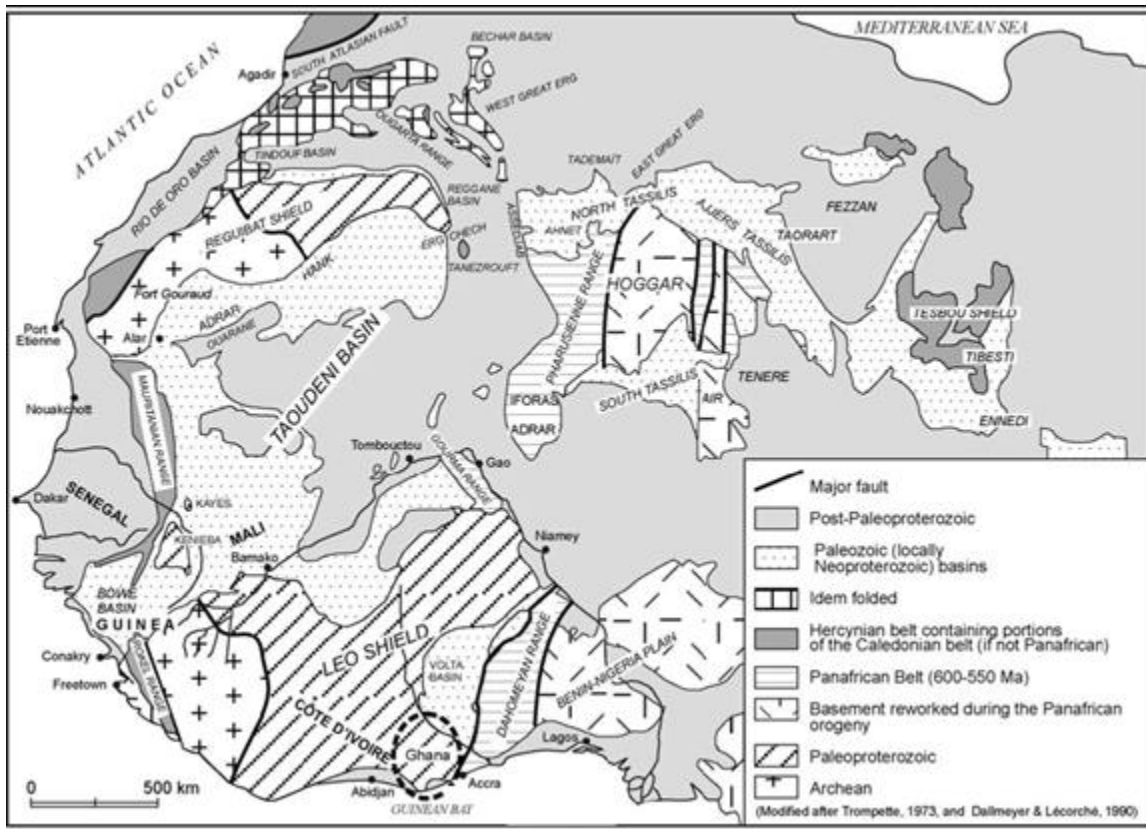 MEDITERRANEAN SEA
ATLANTIC OCEAN
SOUTH ATLASIAN FAULT
BECHAR BASIN
Agadir
WEST GREAT ERG
OUGARTA RANGE
TINDOUF BASIN
RIO DE ORO BASIN
REGUIBAT SHIELD
REGGANE
BASIN
TADEMAÏT
EAST GREAT ERG
NORTH TASSILIS
AJJERS TASSILIS
TAORART
FEZZAN
ERG CHECH
AHNET
HANK
TANEZROUFT
Fort Gouraud
PHARUSIENNE RANGE
HOGGAR
Port
Etienne
ADRAR
OUARANE
Atar
TAOUDENI BASIN
TIBESTI
TENERE
MAURITANIAN RANGE
SOUTH TASSILIS
Nouakchott
IFORAS
ADRAR
AIR
ENNEDI
Tombouctou
GOURMA RANGE
Gao
Dakar
SENEGAL
KAYES
KENIEBA
MALI
Bamako
Niamey
BOWE
BASIN
GUINEA
LEO SHIELD
VOLTA
BASIN
DAHOMEYAN RANGE
BENIN-NIGERIA PLAIN
Conakry
Freetown
ROKEL RANGE
CÔTE D'IVOIRE
Ghana
Lagos
Accra
Abidjan
GUINEAN BAY
0 500 km
Major fault
Post-Paleoproterozoic
Paleozoic (locally
Neoproterozoic) basins
Idem folded
Hercynian belt containing portions
of the Caledonian belt (if not Panafrican)
Panafrican Belt (600-550 Ma)
Basement reworked during the Panafrican
orogeny
Paleoproterozoic
Archean
(Modified after Trompette, 1973, and Dallmeyer & Lécorché, 1990)